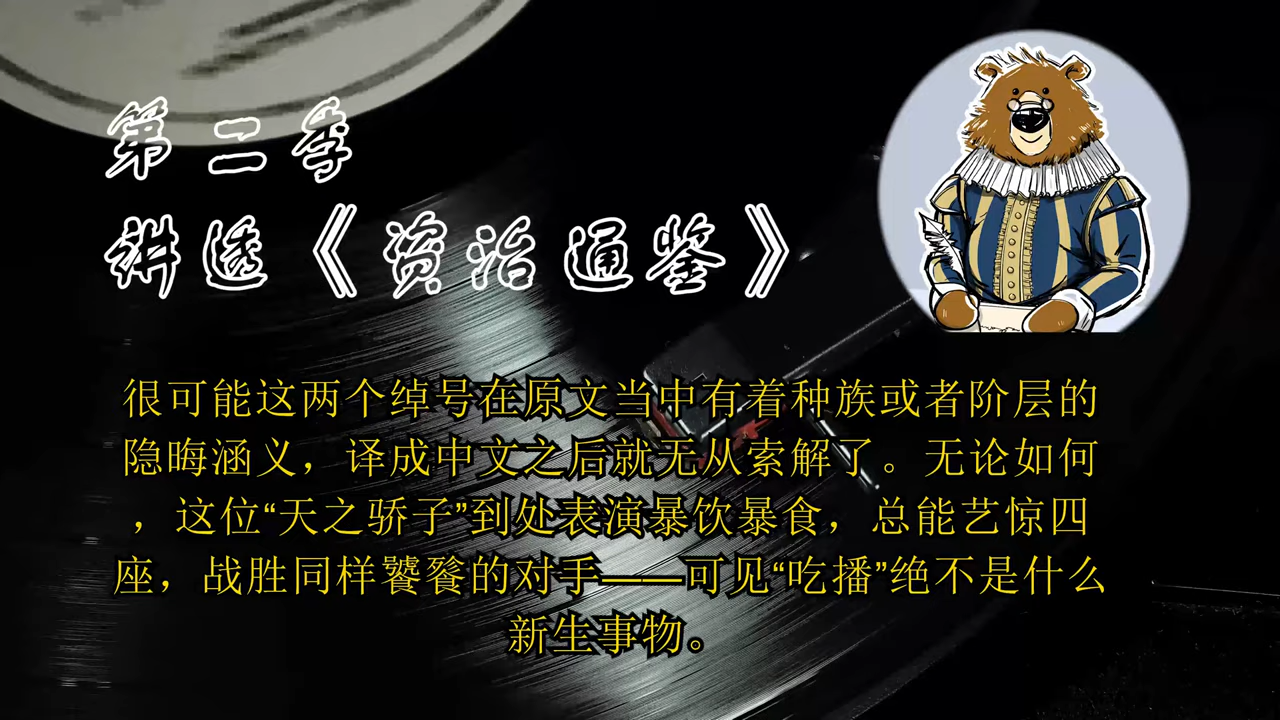 第二季
讲透《资治通鉴》
很可能这两个绰号在原文当中有着种族或者阶层的
隐晦涵义，译成中文之后就无从索解了。无论如何
，这位“天之骄子”到处表演暴饮暴食，总能艺惊四
座，战胜同样饕餮的对手——可见“吃播”绝不是什么
新生事物。